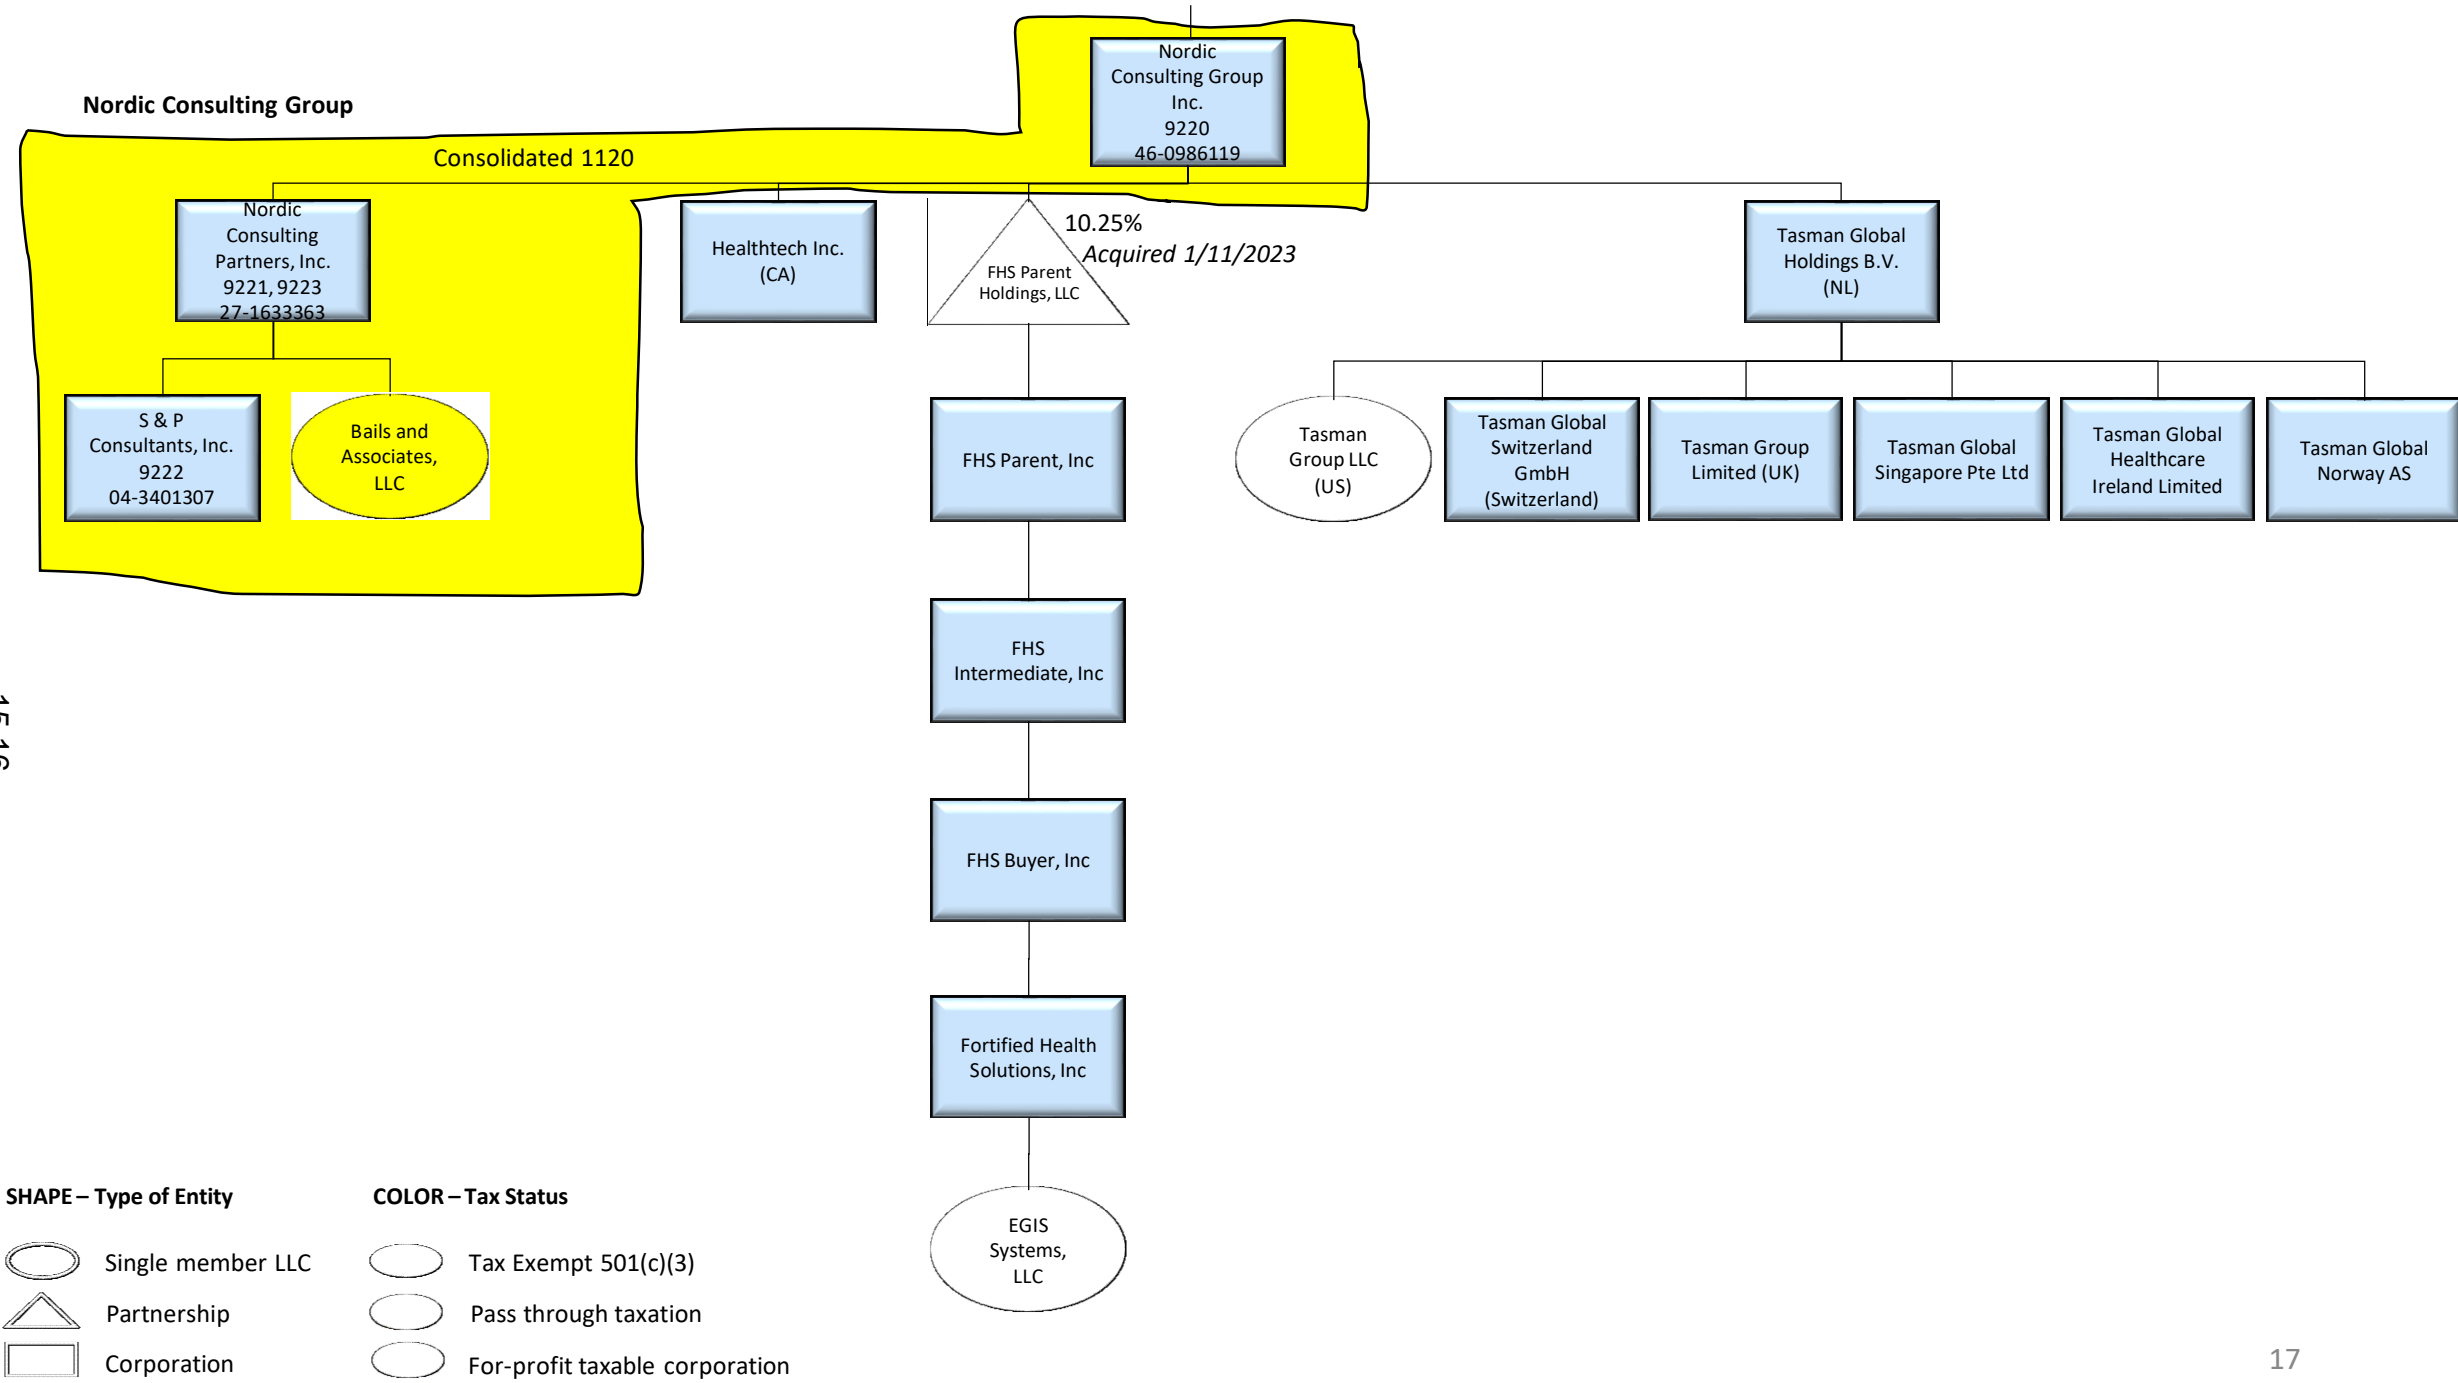 Nordic Consulting Group
Consolidated 1120
Nordic
Consulting Group
Inc.
9220
46-0986119
Nordic
Consulting
Partners, Inc.
9221, 9223
27-1633363
Healthtech Inc.
(CA)
10.25%
Acquired 1/11/2023
FHS Parent
Holdings, LLC
Tasman Global
Holdings B.V.
(NL)
S & P
Consultants, Inc.
9222
04-3401307
Bails and
Associates,
LLC
FHS Parent, Inc
Tasman
Group LLC
(US)
Tasman Global
Switzerland
GmbH
(Switzerland)
Tasman Group
Limited (UK)
Tasman Global
Singapore Pte Ltd
Tasman Global
Healthcare
Ireland Limited
Tasman Global
Norway AS
FHS
Intermediate, Inc
FHS Buyer, Inc
Fortified Health
Solutions, Inc
EGIS
Systems,
LLC
SHAPE – Type of Entity
Single member LLC
Partnership
Corporation
COLOR – Tax Status
Tax Exempt 501(c)(3)
Pass through taxation
For-profit taxable corporation
17